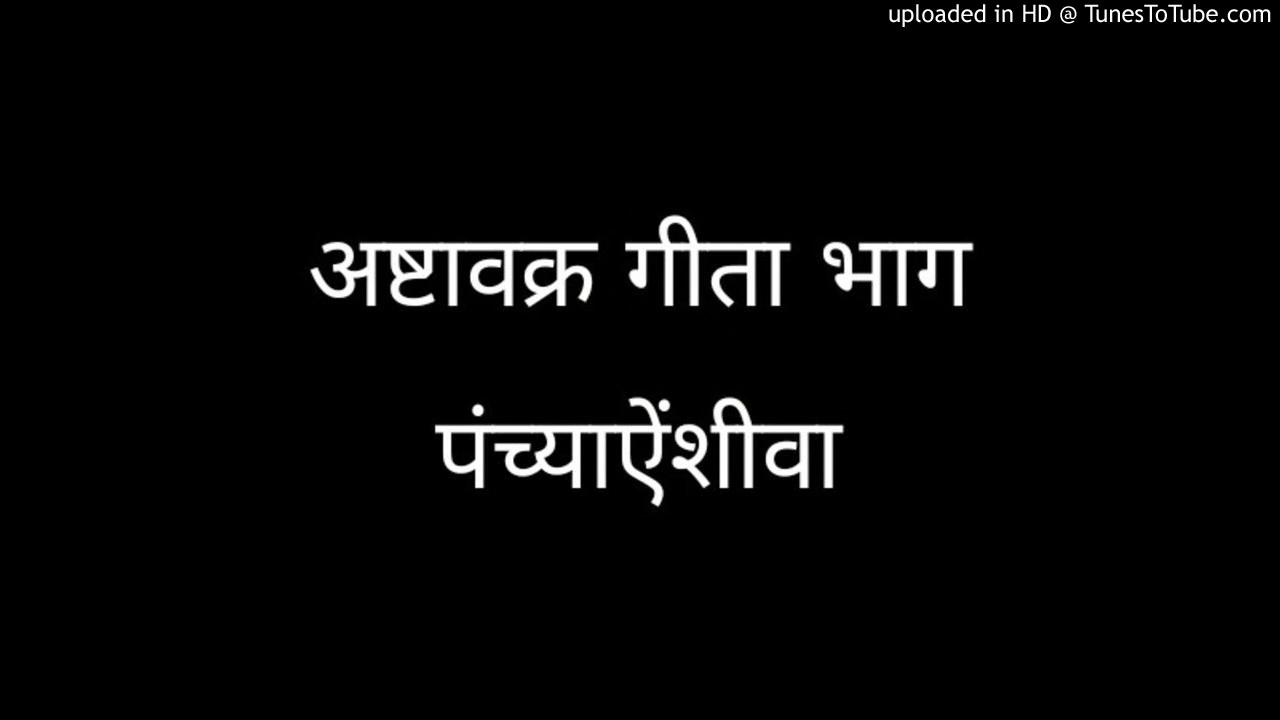 uploaded in HD @ TunesToTube.com
अष्टावक्र गीता भाग
पंच्याऐंशीवा